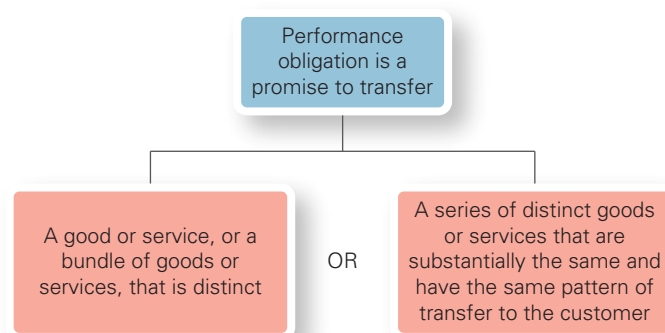 Performance
obligation is a
promise to transfer
A good or service, or a
bundle of goods or
services, that is distinct
OR
A series of distinct goods
or services that are
substantially the same and
have the same pattern of
transfer to the customer